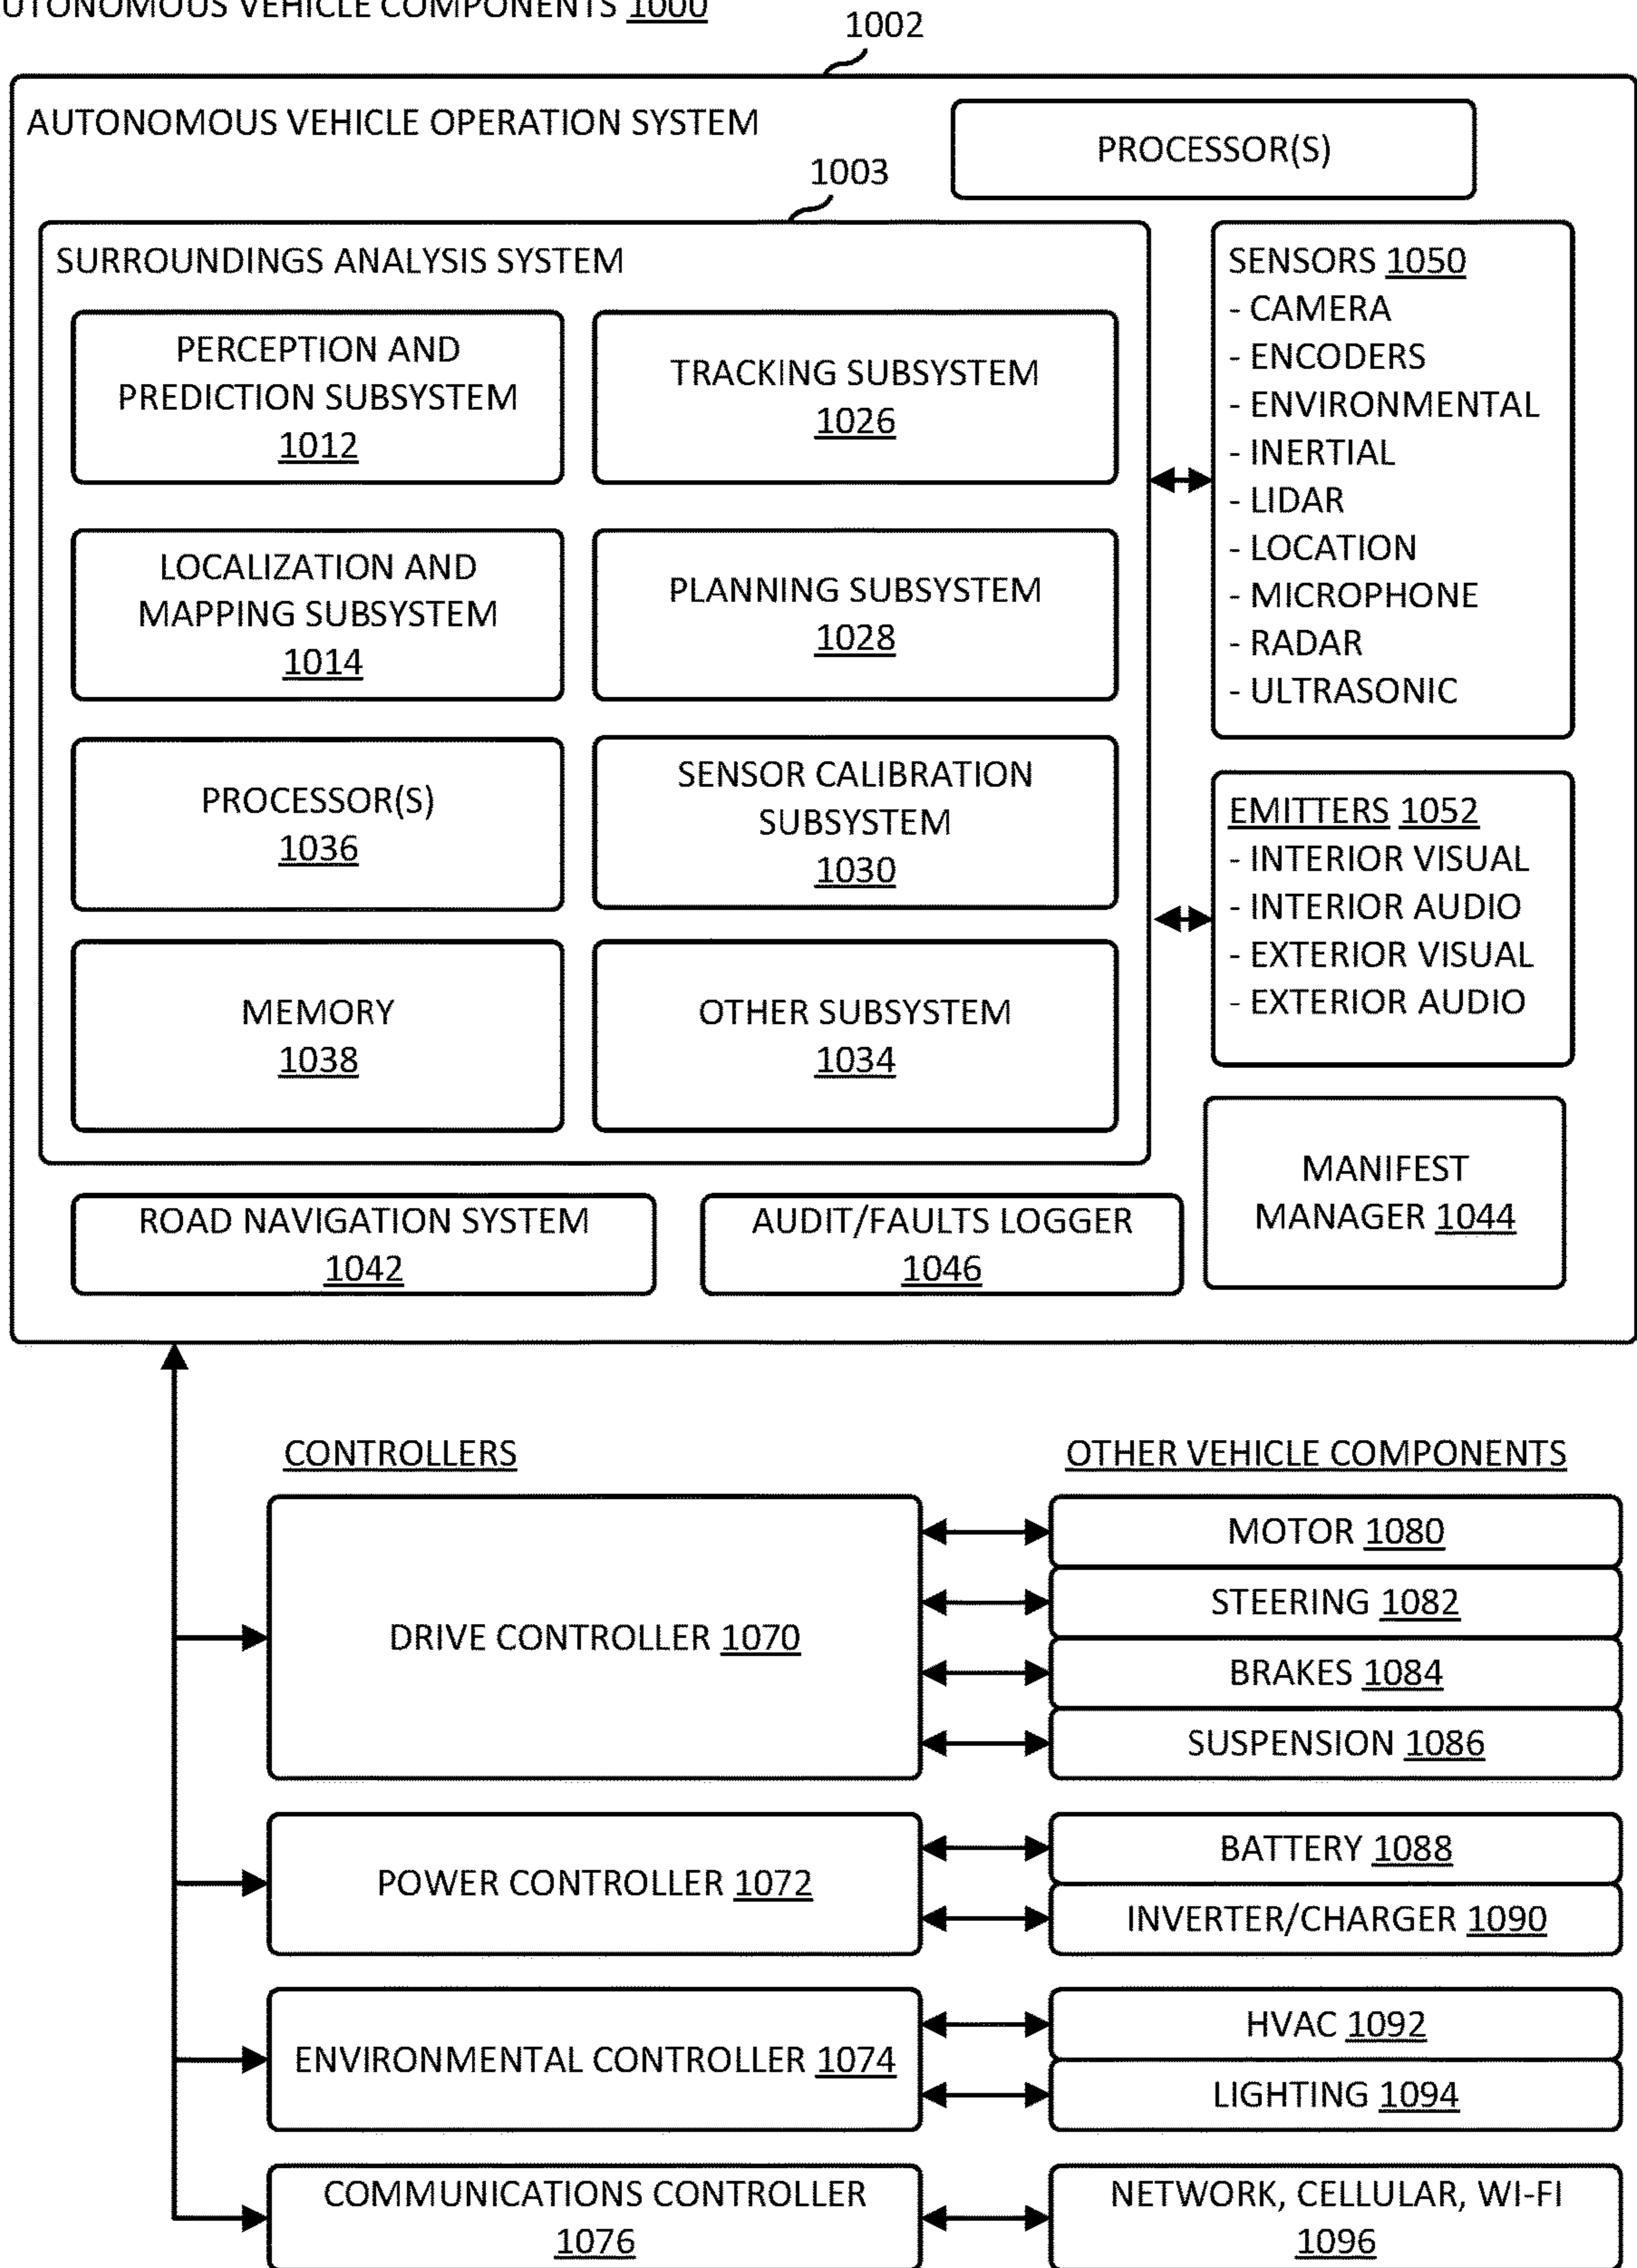 UTONOMOUS VEHICLE COMPONENTS 1000
1002
AUTONOMOUS VEHICLE OPERATION SYSTEM
PROCESSOR(S)
1003
SURROUNDINGS ANALYSIS SYSTEM
PERCEPTION AND
PREDICTION SUBSYSTEM
1012
TRACKING SUBSYSTEM
1026
LOCALIZATION AND
MAPPING SUBSYSTEM
1014
PLANNING SUBSYSTEM
1028
PROCESSOR(S)
1036
SENSOR CALIBRATION
SUBSYSTEM
1030
MEMORY
1038
OTHER SUBSYSTEM
1034
SENSORS 1050
- CAMERA
- ENCODERS
- ENVIRONMENTAL
- INERTIAL
- LIDAR
- LOCATION
- MICROPHONE
- RADAR
- ULTRASONIC
EMITTERS 1052
- INTERIOR VISUAL
- INTERIOR AUDIO
- EXTERIOR VISUAL
- EXTERIOR AUDIO
MANIFEST
MANAGER 1044
ROAD NAVIGATION SYSTEM
1042
AUDIT/FAULTS LOGGER
1046
CONTROLLERS
OTHER VEHICLE COMPONENTS
DRIVE CONTROLLER 1070
MOTOR 1080
STEERING 1082
BRAKES 1084
SUSPENSION 1086
POWER CONTROLLER 1072
BATTERY 1088
INVERTER/CHARGER 1090
ENVIRONMENTAL CONTROLLER 1074
HVAC 1092
LIGHTING 1094
COMMUNICATIONS CONTROLLER
1076
NETWORK, CELLULAR, WI-FI
1096